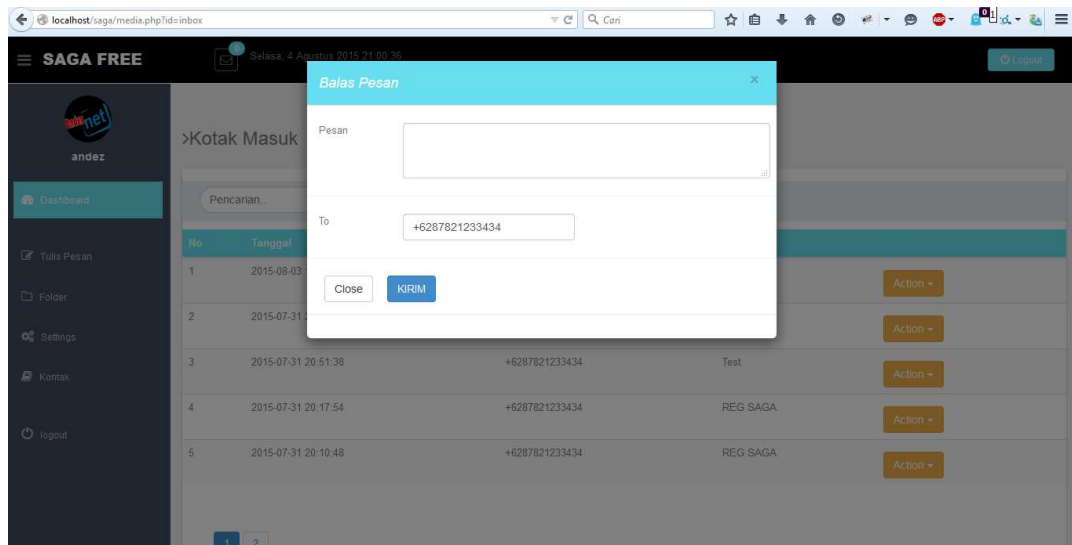 localhost/saga/media.php?id=inbox
Cari
SAGA FREE
0
Selasa, 4 Agustus 2015 21:00:36
Logout
net
andez
Dashboard
Tulis Pesan
Folder
Settings
Kontak
logout
>Kotak Masuk
Pencarian..
Balas Pesan
×
Pesan
To
+6287821233434
Close
KIRIM
No Tanggal
1 2015-08-03 Action
2 2015-07-31 Action
3 2015-07-31 20:51:38 +6287821233434 Test Action
4 2015-07-31 20:17:54 +6287821233434 REG SAGA Action
5 2015-07-31 20:10:48 +6287821233434 REG SAGA Action
1 2